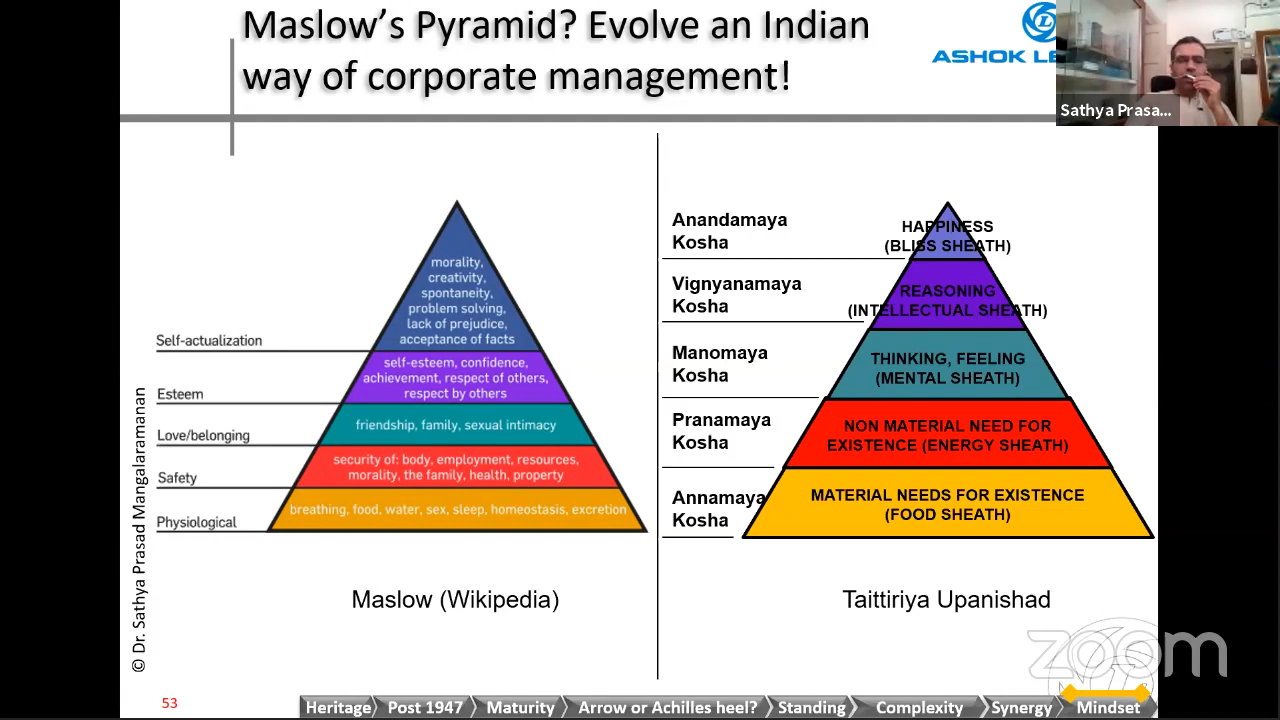 Maslow’s Pyramid? Evolve an Indian
way of corporate management!
ASHOK
Sathya Prasa...
morality,
creativity,
spontaneity,
problem solving,
lack of prejudice,
acceptance of facts
Self-actualization
self-esteem, confidence,
achievement, respect of others,
respect by others
Esteem
friendship, family, sexual intimacy
Love/belonging
security of: body, employment, resources,
morality, the family, health, property
Safety
breathing, food, water, sex, sleep, homeostasis, excretion
Physiological
Maslow (Wikipedia)
Anandamaya
Kosha
HAPPINESS
(BLISS SHEATH)
Vignyanamaya
Kosha
REASONING
(INTELLECTUAL SHEATH)
Manomaya
Kosha
THINKING, FEELING
(MENTAL SHEATH)
Pranamaya
Kosha
NON MATERIAL NEED FOR
EXISTENCE (ENERGY SHEATH)
Annamaya
Kosha
MATERIAL NEEDS FOR EXISTENCE
(FOOD SHEATH)
Taittiriya Upanishad
© Dr. Sathya Prasad Mangalaramanan
zoom
53
Heritage
Post 1947
Maturity
Arrow or Achilles heel?
Standing
Complexity
Synergy
Mindset